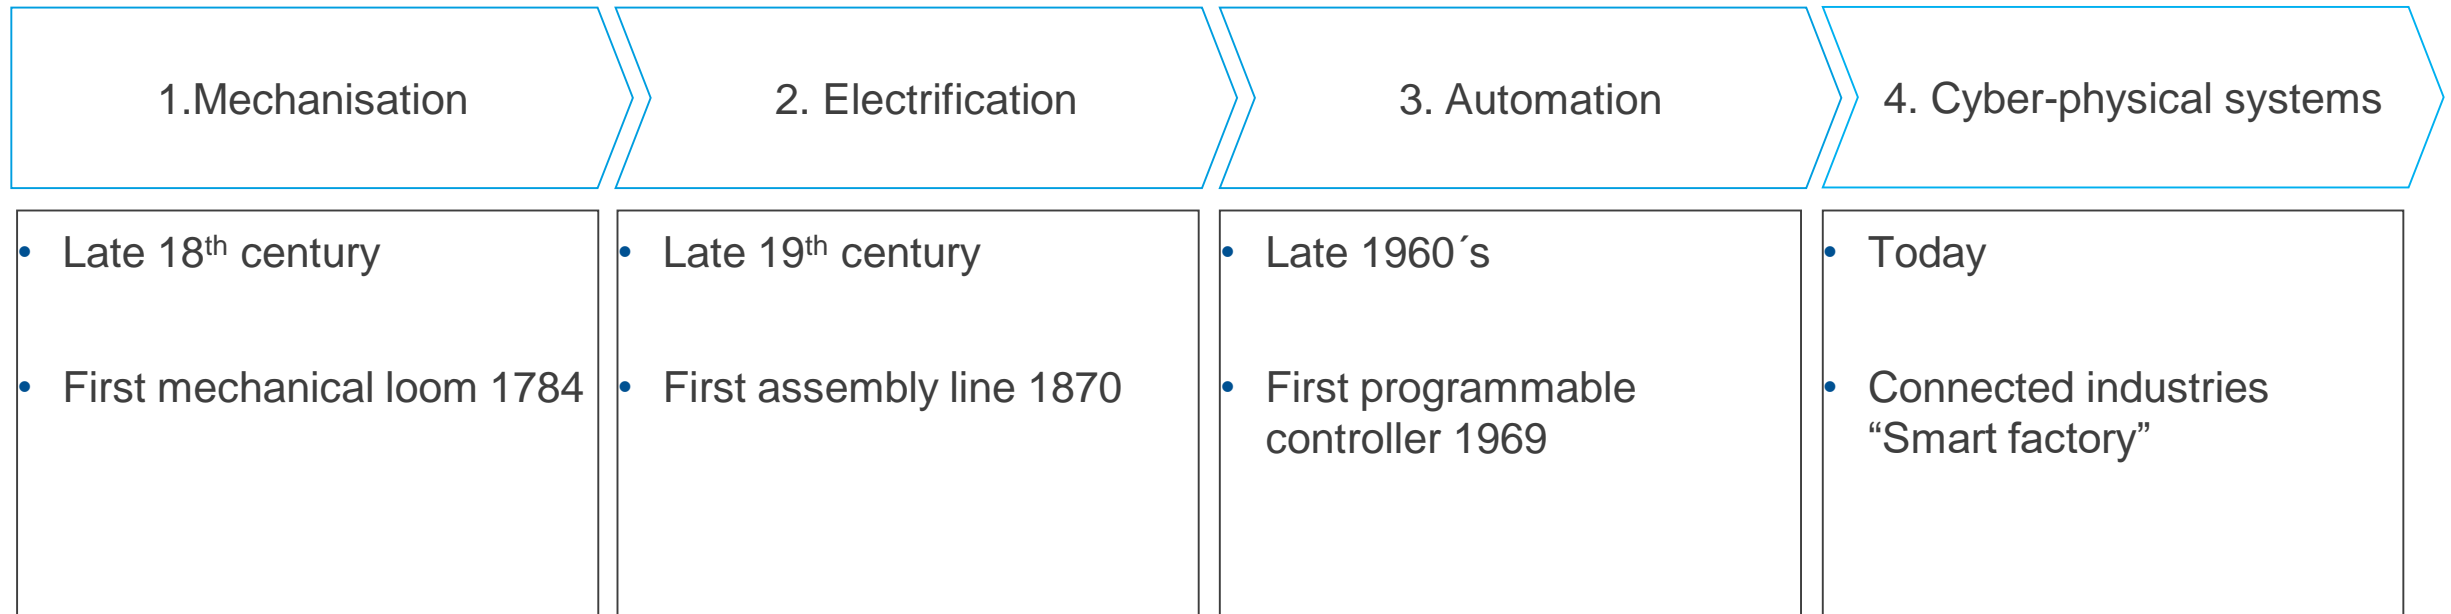 1.Mechanisation
2. Electrification
3. Automation
4. Cyber-physical systems
• Late 18th century
• First mechanical loom 1784
• Late 19th century
• First assembly line 1870
• Late 1960´s
• First programmable
controller 1969
• Today
• Connected industries
“Smart factory”